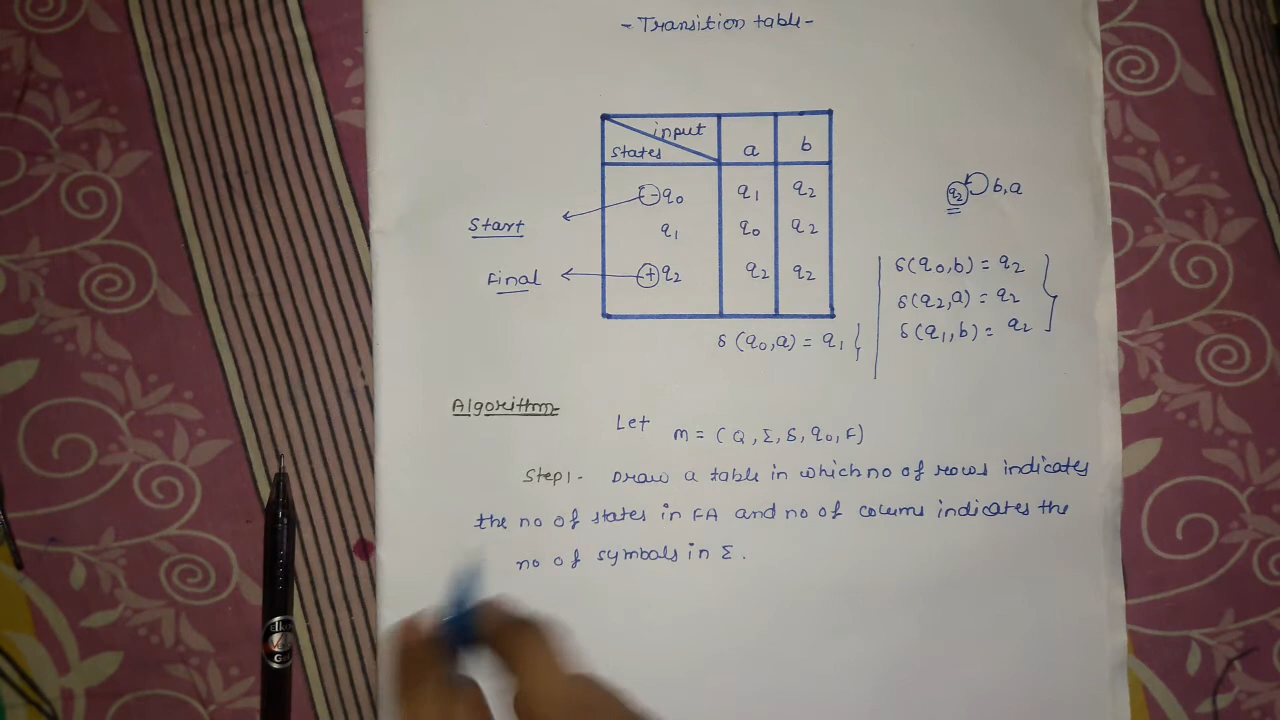 - Transition table -
input
states
a
b
- q₀ q₁ q₂
q₁ q₀ q₂
+ q₂ q₂ q₂
Start
Final
q₂ b,a
δ(q₀,b) = q₂
δ(q₂,a) = q₂
δ(q₁,b) = q₂
δ(q₀,a) = q₁
Algorithm
Let m = (Q, Σ, δ, q₀, F)
Step1 - Draw a table in which no of rows indicates
the no of states in FA and no of colums indicates the
no of symbols in Σ.
Gel